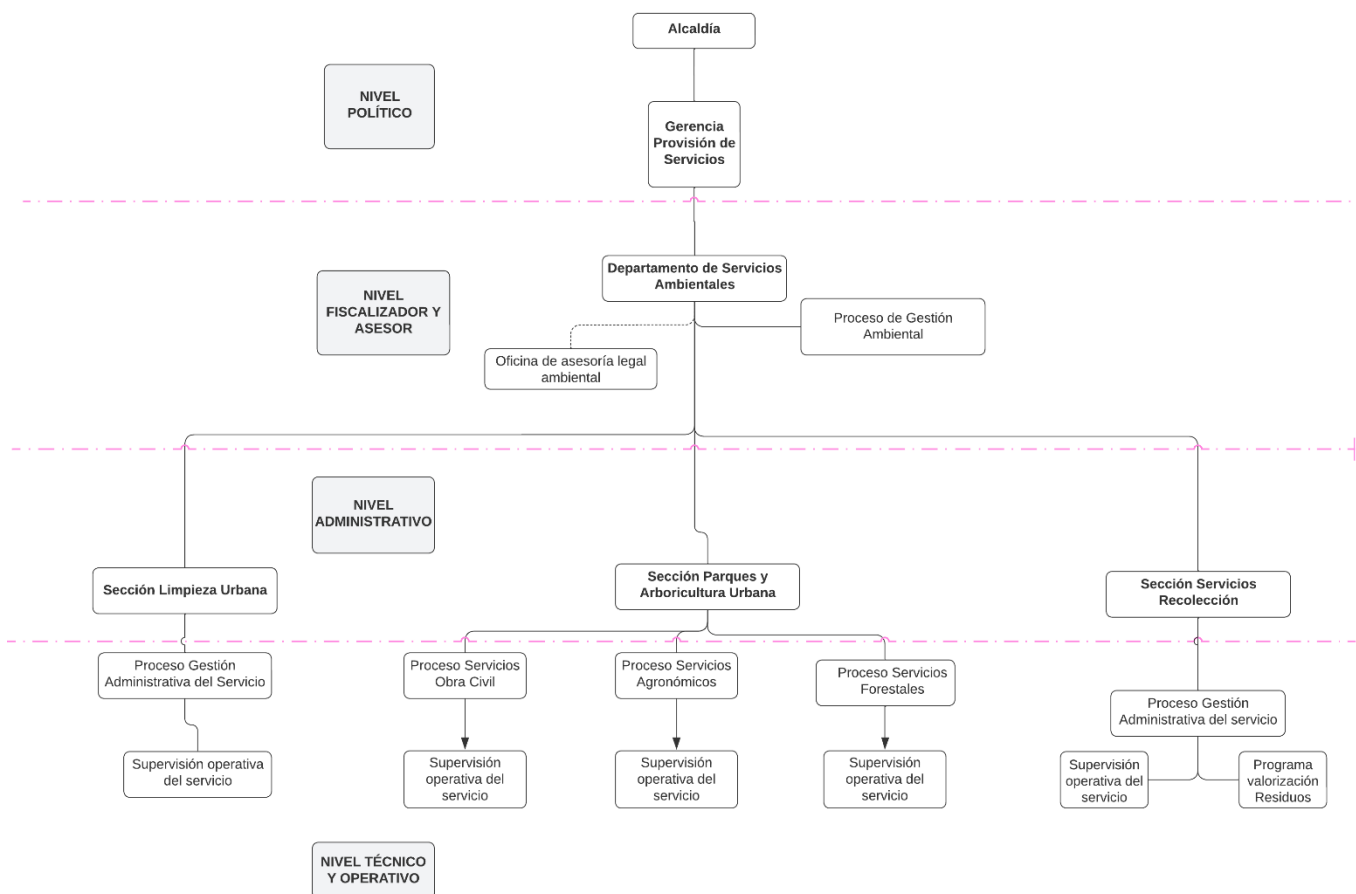 Alcaldía
NIVEL
POLÍTICO
Gerencia
Provisión de
Servicios
Departamento de Servicios
Ambientales
NIVEL
FISCALIZADOR Y
ASESOR
Proceso de Gestión
Ambiental
Oficina de asesoría legal
ambiental
NIVEL
ADMINISTRATIVO
Sección Limpieza Urbana
Sección Parques y
Arboricultura Urbana
Sección Servicios
Recolección
Proceso Gestión
Administrativa del Servicio
Proceso Servicios
Obra Civil
Proceso Servicios
Agronómicos
Proceso Servicios
Forestales
Proceso Gestión
Administrativa del servicio
Supervisión operativa
del servicio
Supervisión
operativa del
servicio
Supervisión
operativa del
servicio
Supervisión
operativa del
servicio
Supervisión
operativa del
servicio
Programa
valorización
Residuos
NIVEL TÉCNICO
Y OPERATIVO